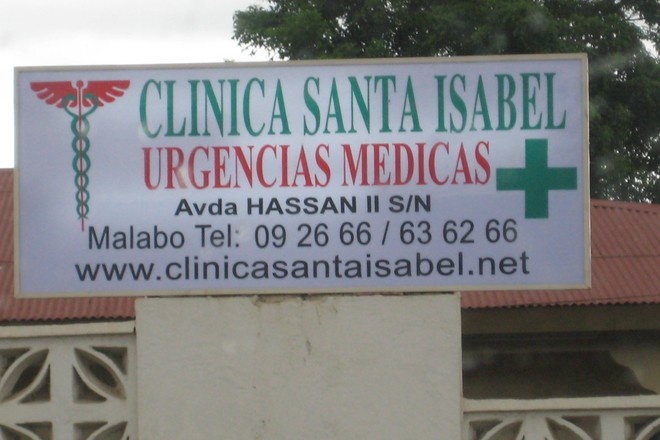 CLINICA SANTA ISABEL
URGENCIAS MEDICAS
Avda HASSAN II S/N
Malabo Tel: 09 26 66 / 63 62 66
www.clinicasantaisabel.net